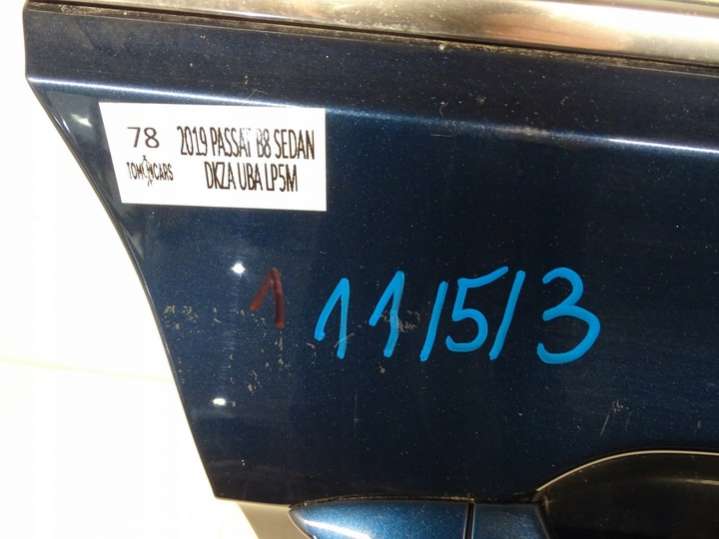 78
2019 PASSAT B8 SEDAN
TOMCARS
DKZA UBA LP5M
1
11/5/3